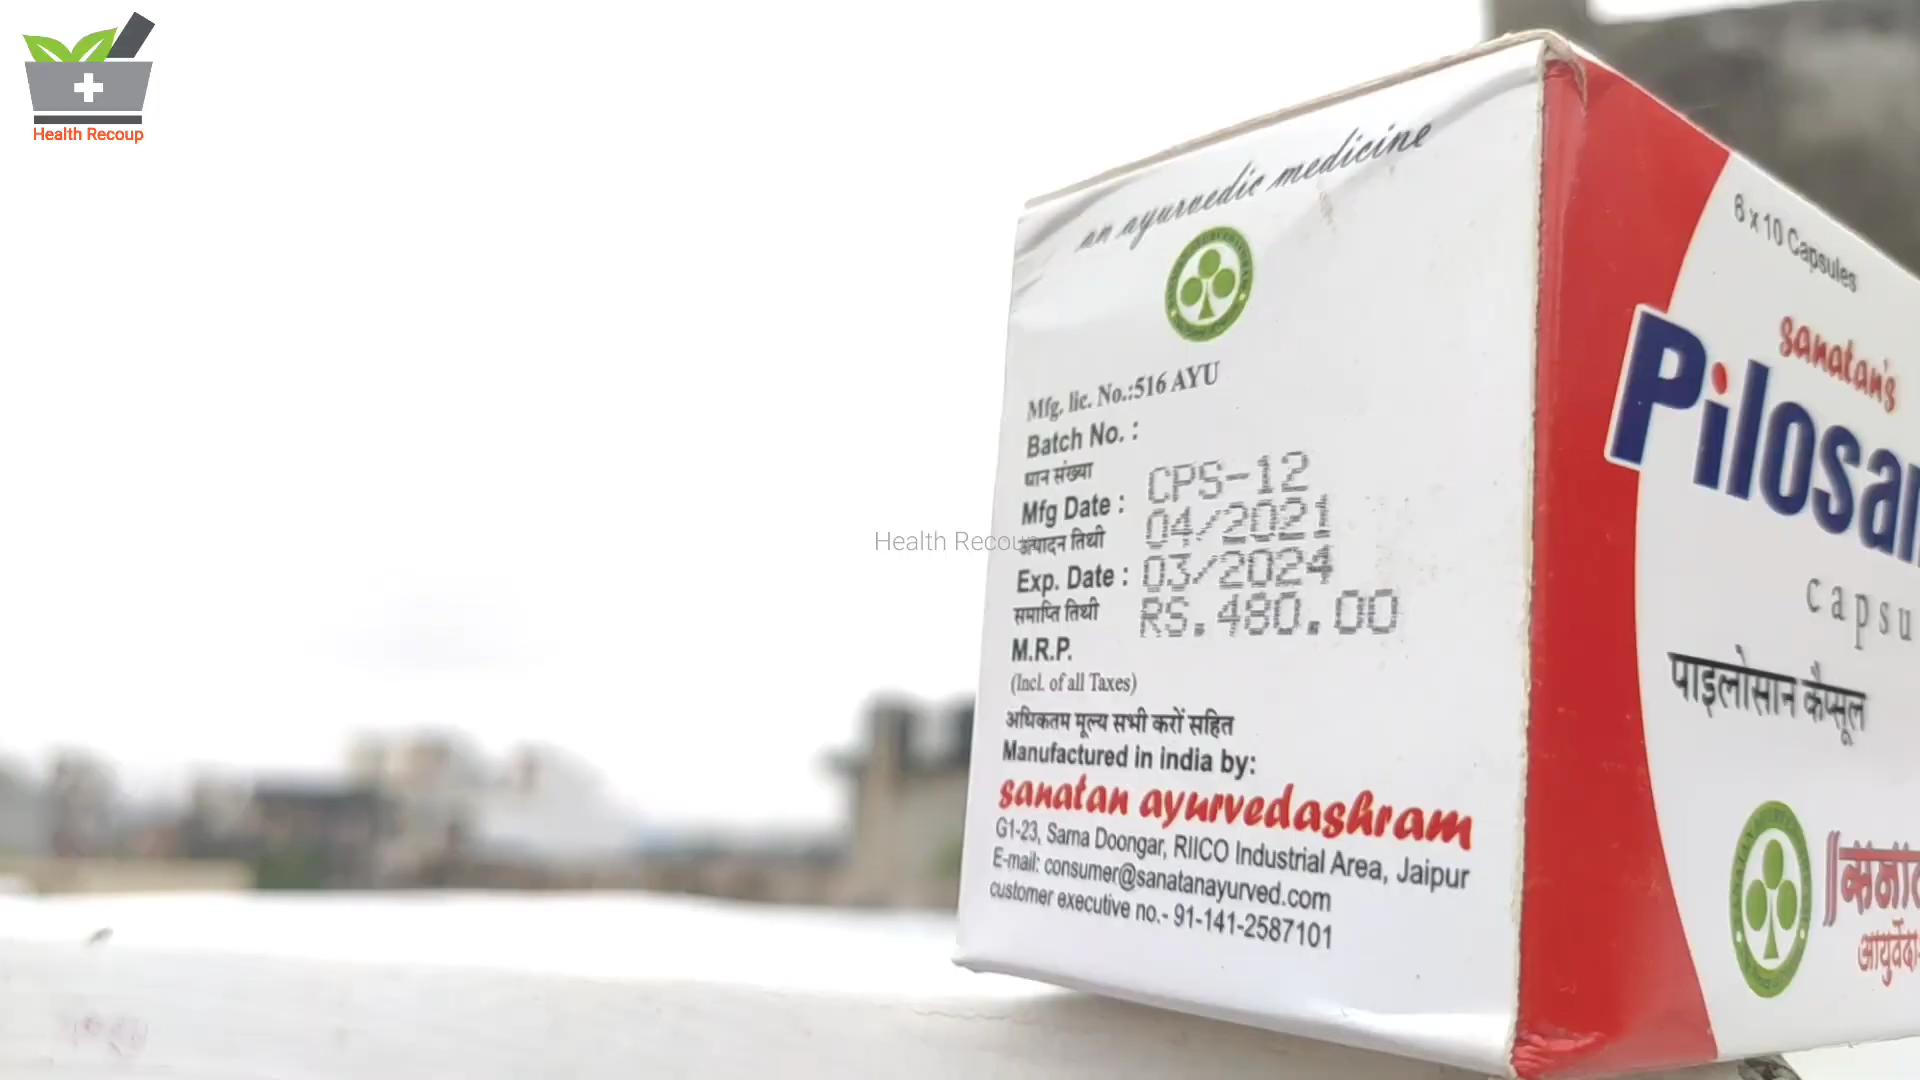 Health Recoup
an ayurvedic medicine
Mfg. lic. No.:516 AYU
Batch No. :
घान संख्या
CPS-12
Mfg Date :
04/2021
उत्पादन तिथी
Exp. Date :
03/2024
समाप्ति तिथी
RS.480.00
M.R.P.
(Incl. of all Taxes)
अधिकतम मूल्य सभी करों सहित
Manufactured in india by:
sanatan ayurvedashram
G1-23, Sarna Doongar, RIICO Industrial Area, Jaipur
E-mail: consumer@sanatanayurved.com
customer executive no.- 91-141-2587101
Health Recoup
6 x 10 Capsules
sanatan's
Pilosan
capsu
पाइलोसान कैप्सूल